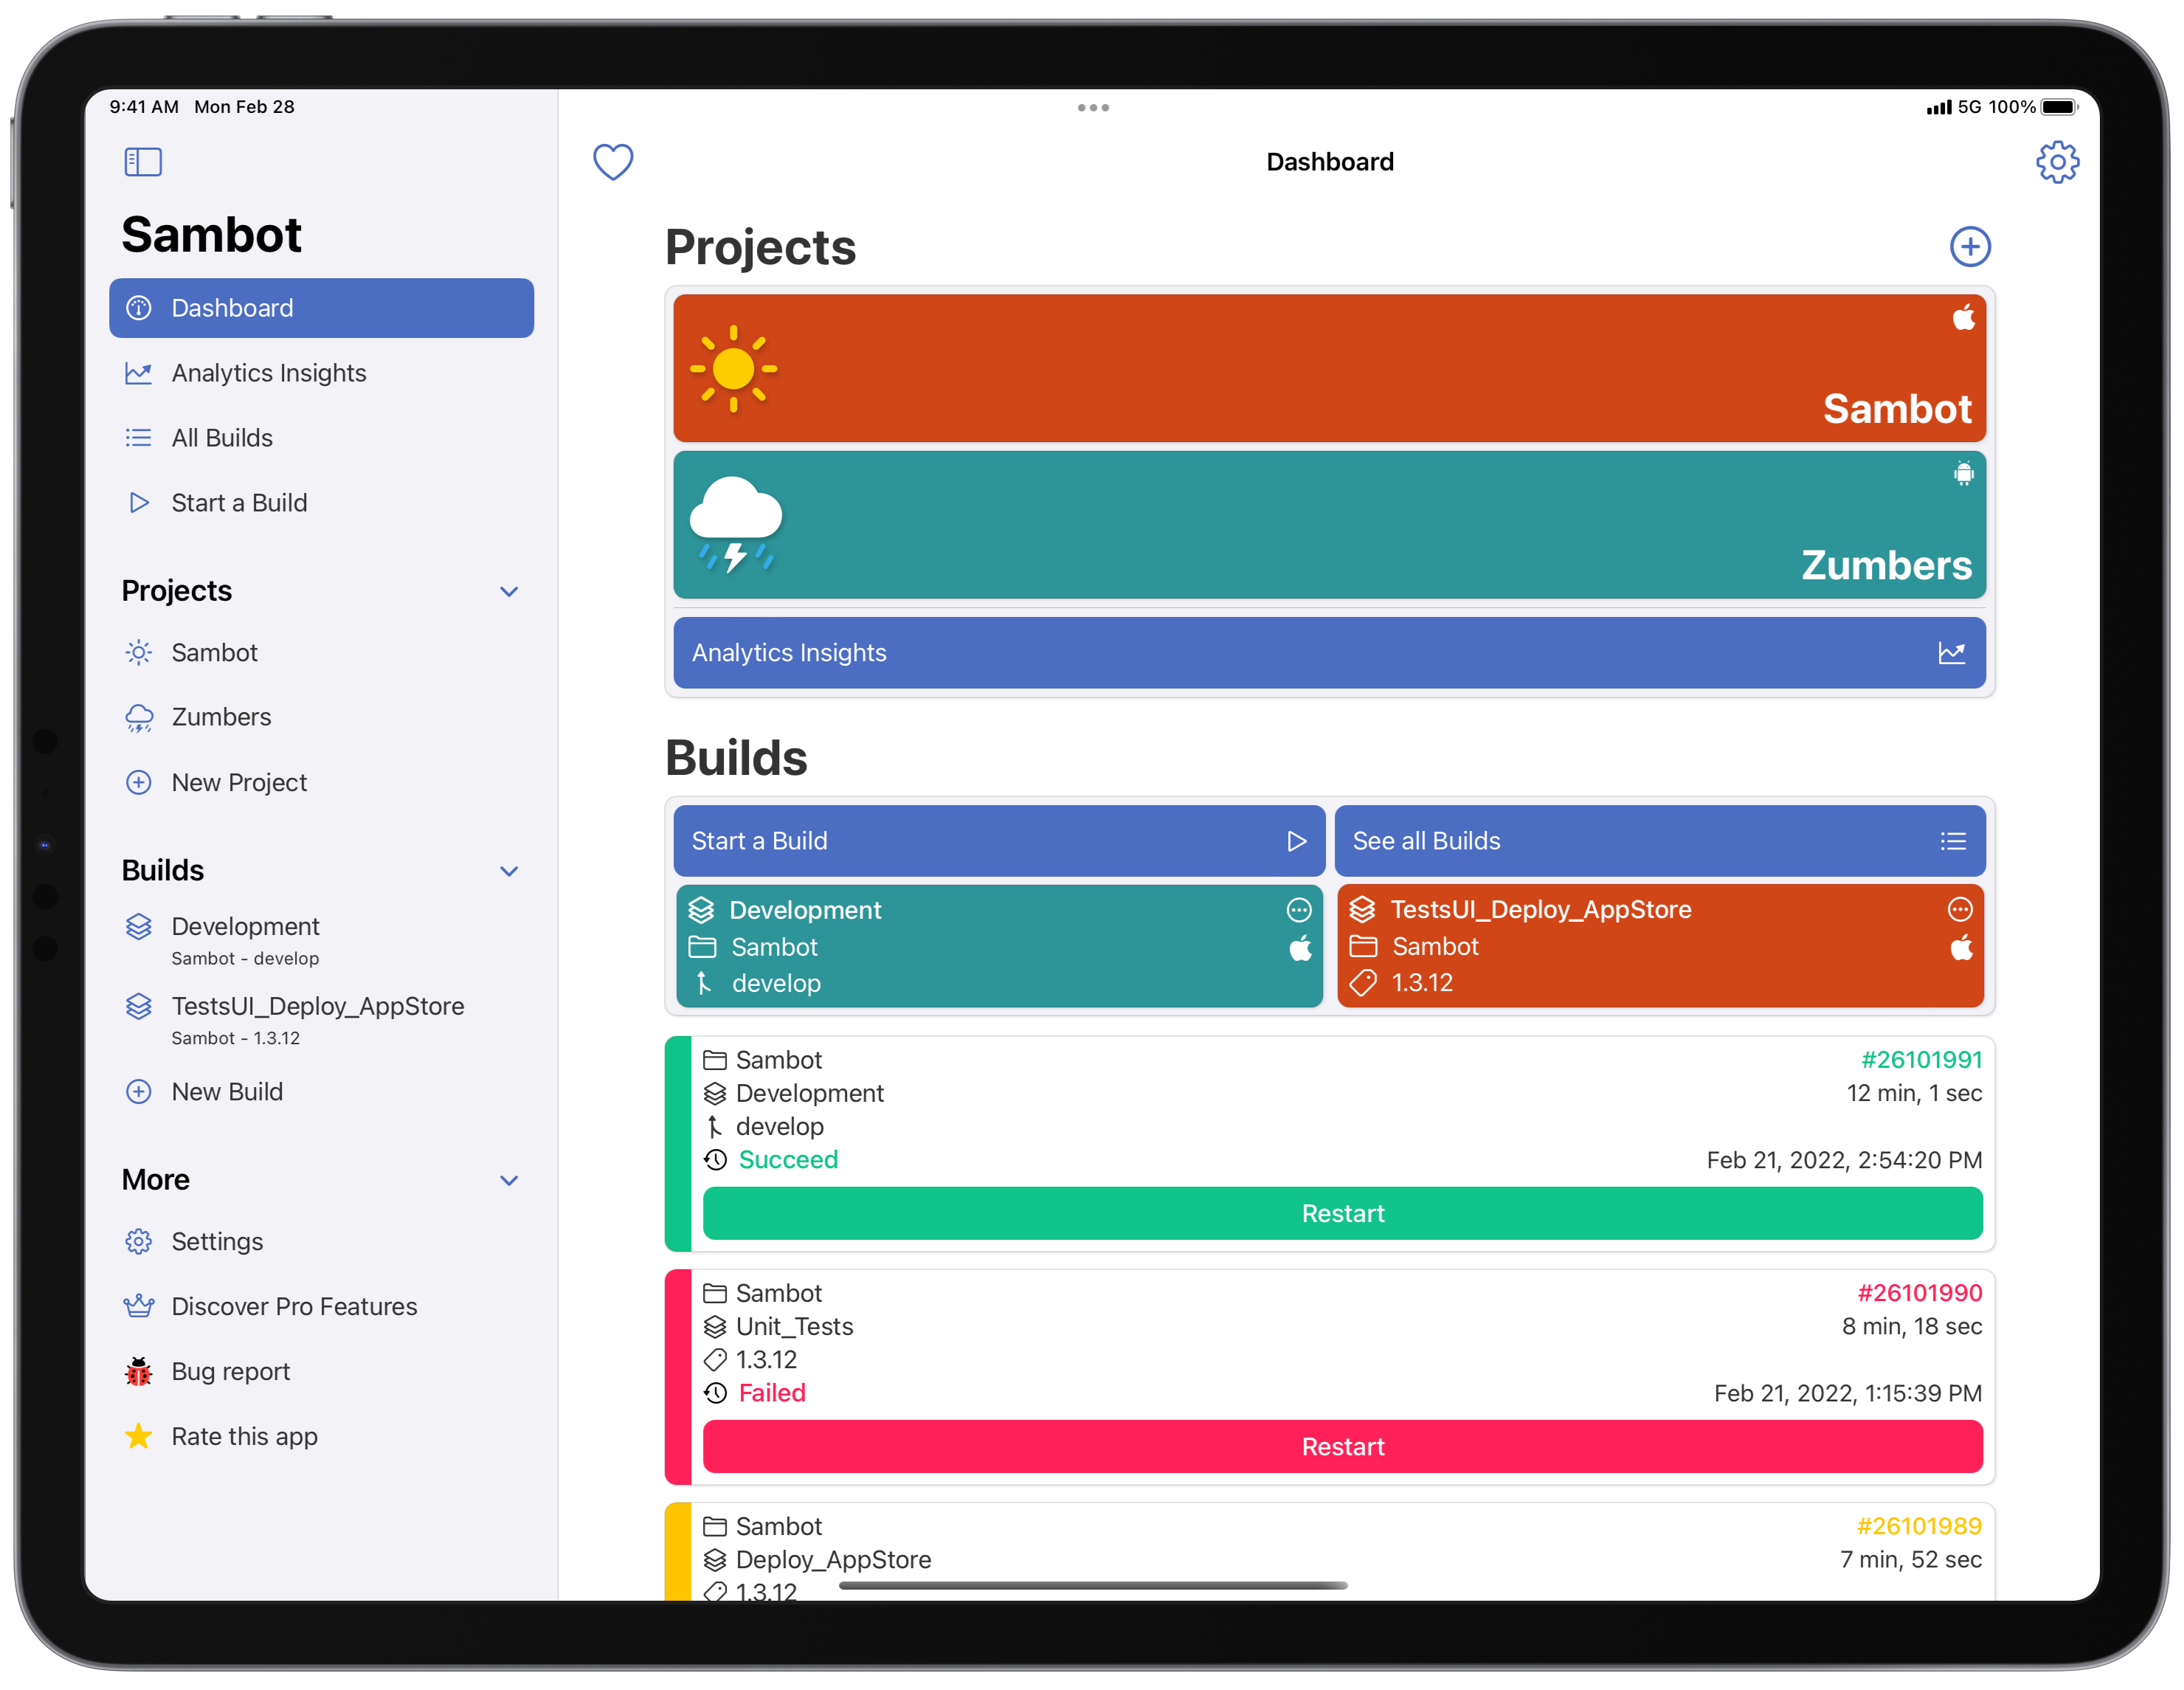 9:41 AM Mon Feb 28
5G 100%
Sambot
Dashboard
Analytics Insights
All Builds
Start a Build
Projects
Sambot
Zumbers
New Project
Builds
Development
Sambot - develop
TestsUI_Deploy_AppStore
Sambot - 1.3.12
New Build
More
Settings
Discover Pro Features
Bug report
Rate this app
Dashboard
Projects
Sambot
Zumbers
Analytics Insights
Builds
Start a Build
See all Builds
Development
Sambot
develop
TestsUI_Deploy_AppStore
Sambot
1.3.12
Sambot #26101991
Development 12 min, 1 sec
develop
Succeed Feb 21, 2022, 2:54:20 PM
Restart
Sambot #26101990
Unit_Tests 8 min, 18 sec
1.3.12
Failed Feb 21, 2022, 1:15:39 PM
Restart
Sambot #26101989
Deploy_AppStore 7 min, 52 sec
1.3.12